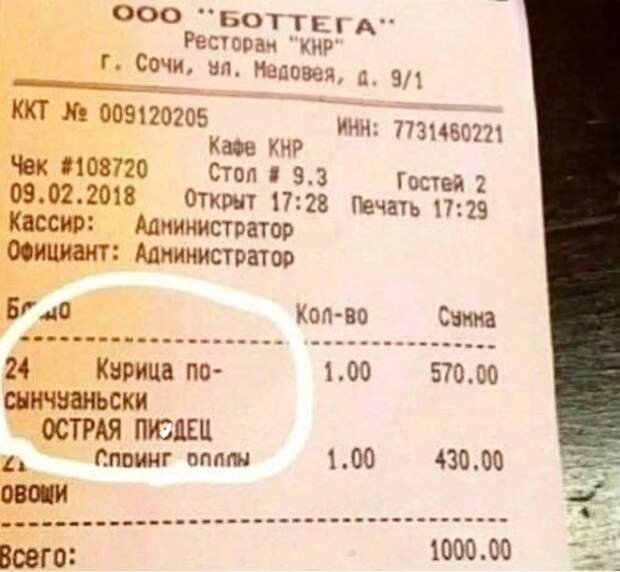 ООО "БОТТЕГА"
Ресторан "КНР"
г. Сочи, ул. Медовея, д. 9/1
ККТ № 009120205 ИНН: 7731460221
Кафе КНР
Чек #108720 Стол # 9.3 Гостей 2
09.02.2018 Открыт 17:28 Печать 17:29
Кассир: Администратор
Официант: Администратор
Блюдо Кол-во Сумма
24 Курица по- 1.00 570.00
сынчуаньски
ОСТРАЯ ПИЗДЕЦ
Спринг роллы 1.00 430.00
овощи
Всего: 1000.00